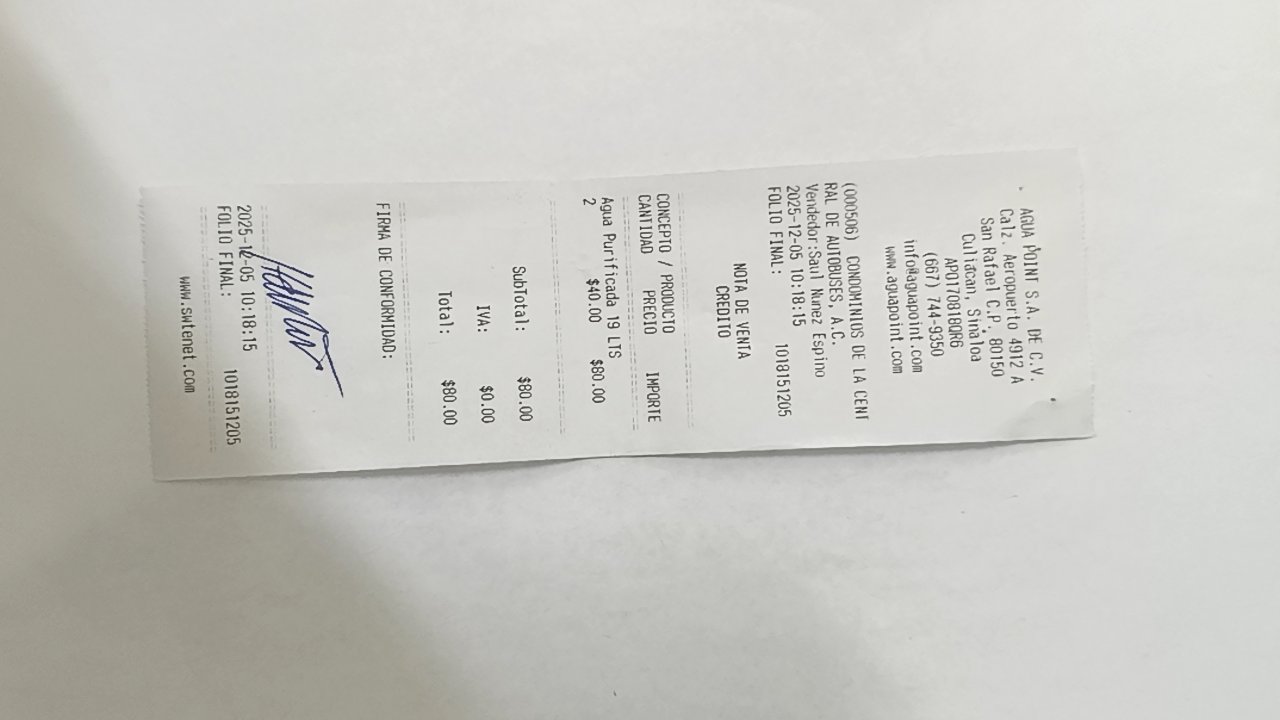 AGUA POINT S.A. DE C.V.
Calz. Aeropuerto 4912 A
San Rafael C.P. 80150
Culiacan, Sinaloa
APO170818QR6
(667) 744-9350
info@aguapoint.com
www.aguapoint.com
(000506) CONDOMINIOS DE LA CENT
RAL DE AUTOBUSES, A.C.
Vendedor:Saul Nunez Espino
2025-12-05 10:18:15
FOLIO FINAL: 1018151205
NOTA DE VENTA
CREDITO
CONCEPTO / PRODUCTO
CANTIDAD PRECIO IMPORTE
Agua Purificada 19 LTS
2 $40.00 $80.00
SubTotal: $80.00
IVA: $0.00
Total: $80.00
FIRMA DE CONFORMIDAD:
2025-12-05 10:18:15
FOLIO FINAL: 1018151205
www.swtenet.com